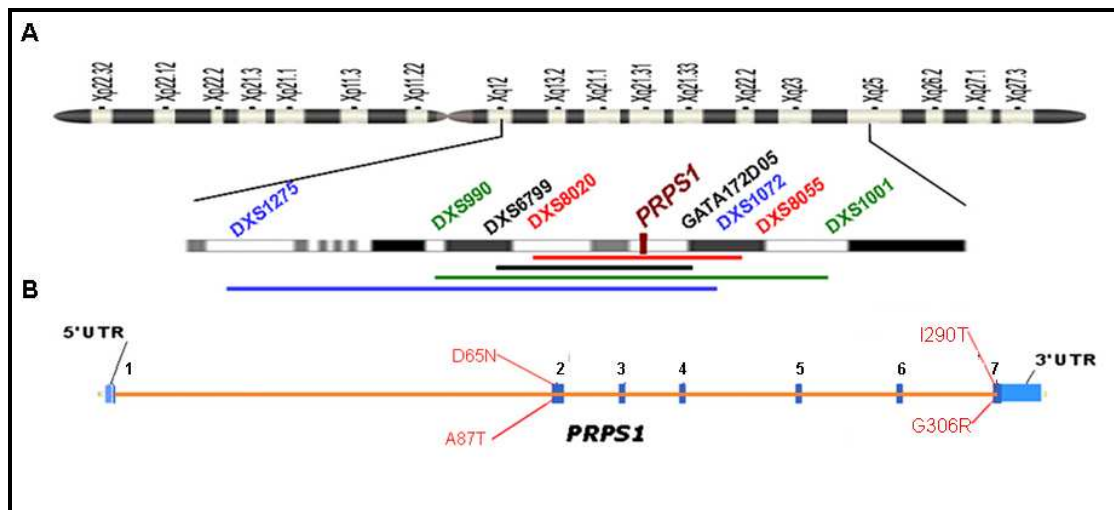 A
Xp22.32
Xp22.12
Xp22.2
Xp21.3
Xp21.1
Xp11.3
Xp11.22
Xq12
Xq13.2
Xq21.1
Xq21.31
Xq21.33
Xq22.2
Xq23
Xq25
Xq26.2
Xq27.1
Xq27.3
DXS1275
DXS990
DXS6799
DXS8020
PRPS1
GATA172D05
DXS1072
DXS8055
DXS1001
B
5'UTR
1
D65N
2
3
4
5
6
I290T
7
3'UTR
A87T
PRPS1
G306R